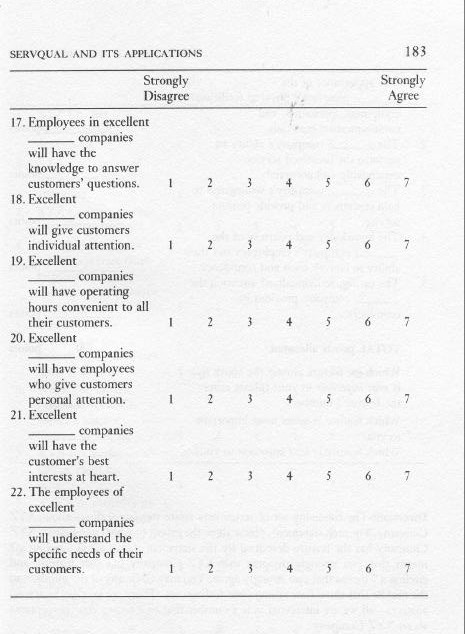 SERVQUAL AND ITS APPLICATIONS 183
Strongly Strongly
Disagree Agree
17. Employees in excellent
_______ companies
will have the
knowledge to answer
customers' questions. 1 2 3 4 5 6 7
18. Excellent
_______ companies
will give customers
individual attention. 1 2 3 4 5 6 7
19. Excellent
_______ companies
will have operating
hours convenient to all
their customers. 1 2 3 4 5 6 7
20. Excellent
_______ companies
will have employees
who give customers
personal attention. 1 2 3 4 5 6 7
21. Excellent
_______ companies
will have the
customer's best
interests at heart. 1 2 3 4 5 6 7
22. The employees of
excellent
_______ companies
will understand the
specific needs of their
customers. 1 2 3 4 5 6 7